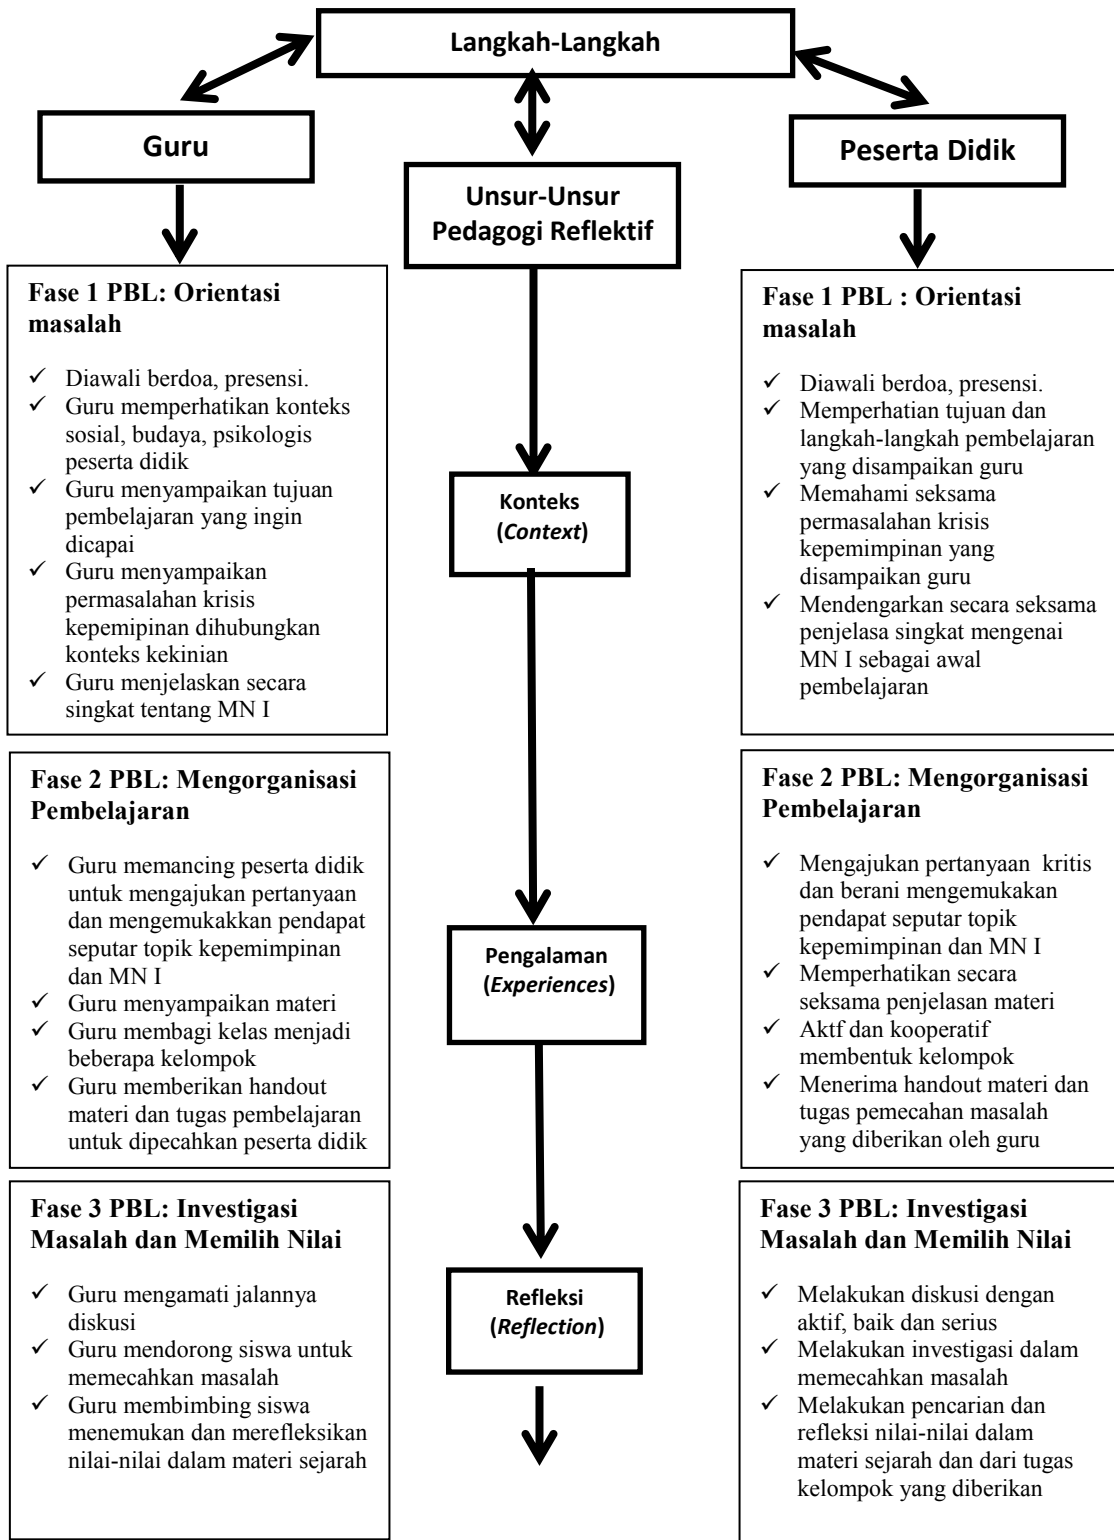 Langkah-Langkah
Guru
Unsur-Unsur
Pedagogi Reflektif
Peserta Didik
Fase 1 PBL: Orientasi
masalah
✓ Diawali berdoa, presensi.
✓ Guru memperhatikan konteks
sosial, budaya, psikologis
peserta didik
✓ Guru menyampaikan tujuan
pembelajaran yang ingin
dicapai
✓ Guru menyampaikan
permasalahan krisis
kepemipinan dihubungkan
konteks kekinian
✓ Guru menjelaskan secara
singkat tentang MN I
Konteks
(Context)
Fase 1 PBL : Orientasi
masalah
✓ Diawali berdoa, presensi.
✓ Memperhatian tujuan dan
langkah-langkah pembelajaran
yang disampaikan guru
✓ Memahami seksama
permasalahan krisis
kepemimpinan yang
disampaikan guru
✓ Mendengarkan secara seksama
penjelasa singkat mengenai
MN I sebagai awal
pembelajaran
Fase 2 PBL: Mengorganisasi
Pembelajaran
✓ Guru memancing peserta didik
untuk mengajukan pertanyaan
dan mengemukakkan pendapat
seputar topik kepemimpinan
dan MN I
✓ Guru menyampaikan materi
✓ Guru membagi kelas menjadi
beberapa kelompok
✓ Guru memberikan handout
materi dan tugas pembelajaran
untuk dipecahkan peserta didik
Pengalaman
(Experiences)
Fase 2 PBL: Mengorganisasi
Pembelajaran
✓ Mengajukan pertanyaan kritis
dan berani mengemukakan
pendapat seputar topik
kepemimpinan dan MN I
✓ Memperhatikan secara
seksama penjelasan materi
✓ Aktf dan kooperatif
membentuk kelompok
✓ Menerima handout materi dan
tugas pemecahan masalah
yang diberikan oleh guru
Fase 3 PBL: Investigasi
Masalah dan Memilih Nilai
✓ Guru mengamati jalannya
diskusi
✓ Guru mendorong siswa untuk
memecahkan masalah
✓ Guru membimbing siswa
menemukan dan merefleksikan
nilai-nilai dalam materi sejarah
Refleksi
(Reflection)
Fase 3 PBL: Investigasi
Masalah dan Memilih Nilai
✓ Melakukan diskusi dengan
aktif, baik dan serius
✓ Melakukan investigasi dalam
memecahkan masalah
✓ Melakukan pencarian dan
refleksi nilai-nilai dalam
materi sejarah dan dari tugas
kelompok yang diberikan